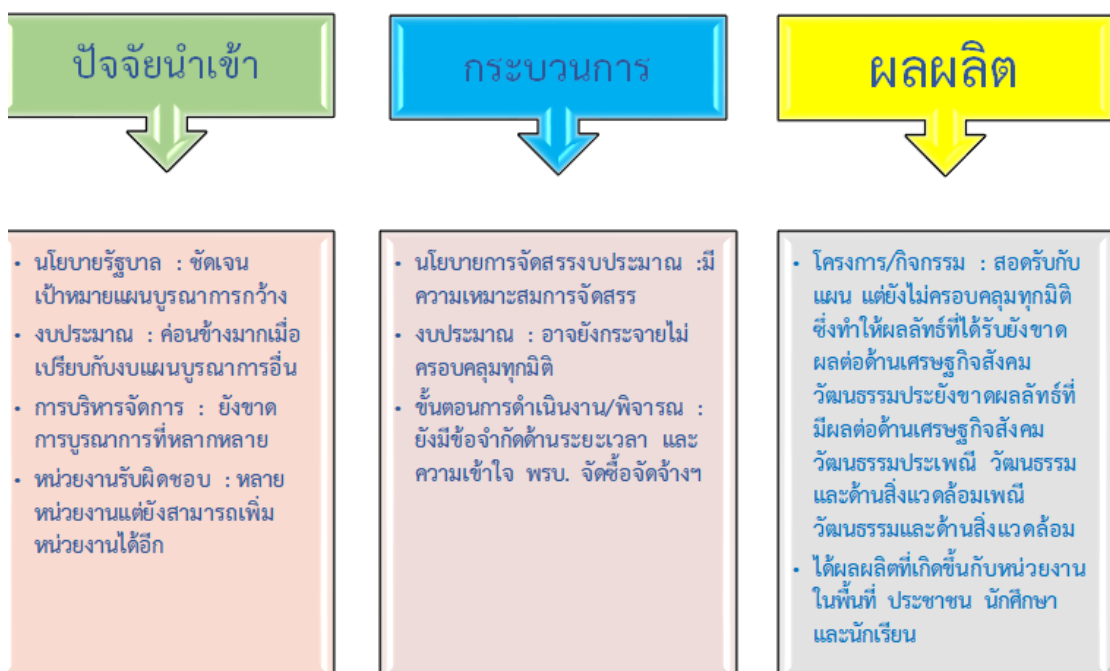 ปัจจัยนำเข้า
กระบวนการ
ผลผลิต
• นโยบายรัฐบาล : ชัดเจน
เป้าหมายแผนบูรณาการกว้าง
• งบประมาณ : ค่อนข้างมากเมื่อ
เปรียบกับงบแผนบูรณาการอื่น
• การบริหารจัดการ : ยังขาด
การบูรณาการที่หลากหลาย
• หน่วยงานรับผิดชอบ : หลาย
หน่วยงานแต่ยังสามารถเพิ่ม
หน่วยงานได้อีก
• นโยบายการจัดสรรงบประมาณ :มี
ความเหมาะสมการจัดสรร
• งบประมาณ : อาจยังกระจายไม่
ครอบคลุมทุกมิติ
• ขั้นตอนการดำเนินงาน/พิจารณ :
ยังมีข้อจำกัดด้านระยะเวลา และ
ความเข้าใจ พรบ. จัดซื้อจัดจ้างฯ
• โครงการ/กิจกรรม : สอดรับกับ
แผน แต่ยังไม่ครอบคลุมทุกมิติ
ซึ่งทำให้ผลลัทธ์ที่ได้รับยังขาด
ผลต่อด้านเศรษฐกิจสังคม
วัฒนธรรมประยังขาดผลลัทธ์ที่
มีผลต่อด้านเศรษฐกิจสังคม
วัฒนธรรมประเพณี วัฒนธรรม
และด้านสิ่งแวดล้อมเพณี
วัฒนธรรมและด้านสิ่งแวดล้อม
• ได้ผลผลิตที่เกิดขึ้นกับหน่วยงาน
ในพื้นที่ ประชาชน นักศึกษา
และนักเรียน